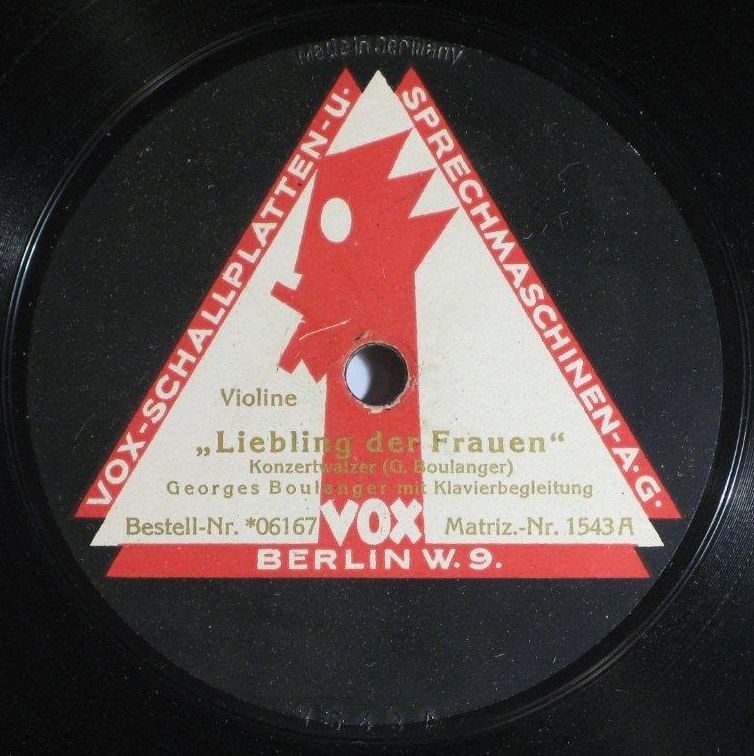 Made in Germany
VOX-SCHALLPLATTEN-U.
SPRECHMASCHINEN-A.G.
Violine
„Liebling der Frauen“
Konzertwalzer (G. Boulanger)
Georges Boulanger mit Klavierbegleitung
Bestell-Nr. *06167
VOX
Matriz.-Nr. 1543 A
BERLIN W. 9.
1543 A